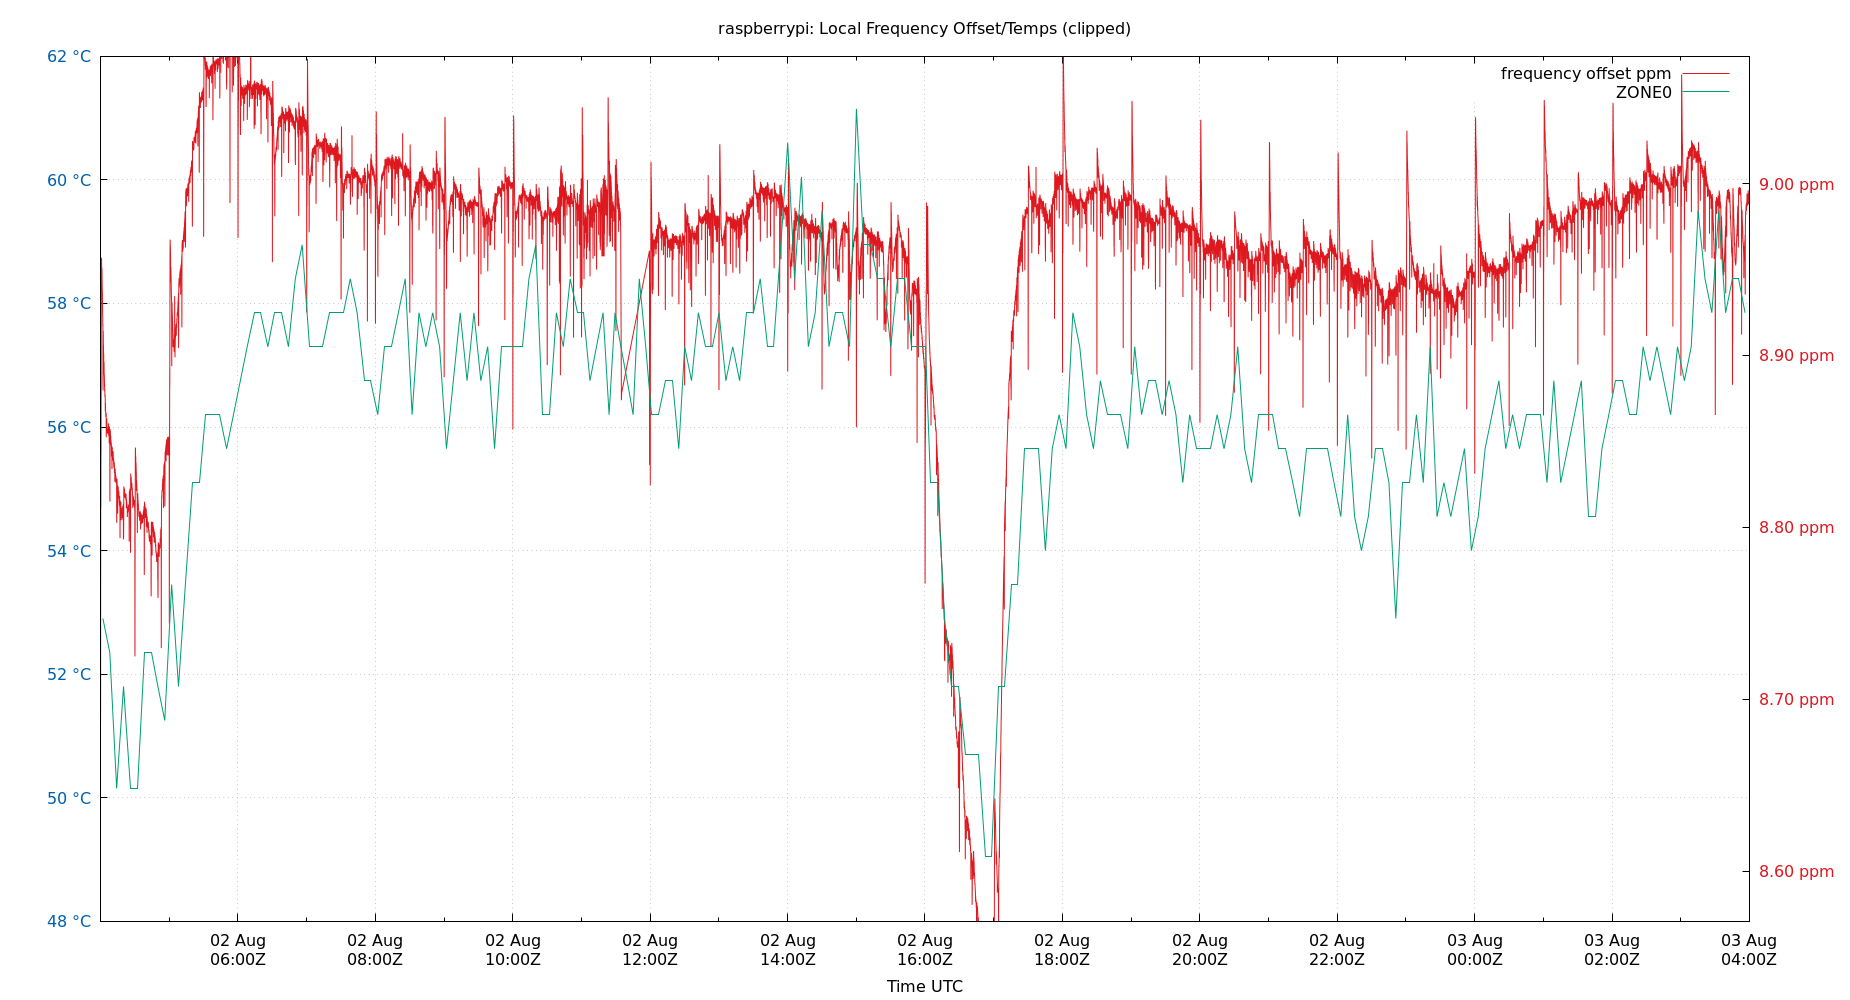 raspberrypi: Local Frequency Offset/Temps (clipped)
frequency offset ppm
ZONE0
62 °C
60 °C
58 °C
56 °C
54 °C
52 °C
50 °C
48 °C
9.00 ppm
8.90 ppm
8.80 ppm
8.70 ppm
8.60 ppm
02 Aug
06:00Z
02 Aug
08:00Z
02 Aug
10:00Z
02 Aug
12:00Z
02 Aug
14:00Z
02 Aug
16:00Z
02 Aug
18:00Z
02 Aug
20:00Z
02 Aug
22:00Z
03 Aug
00:00Z
03 Aug
02:00Z
03 Aug
04:00Z
Time UTC